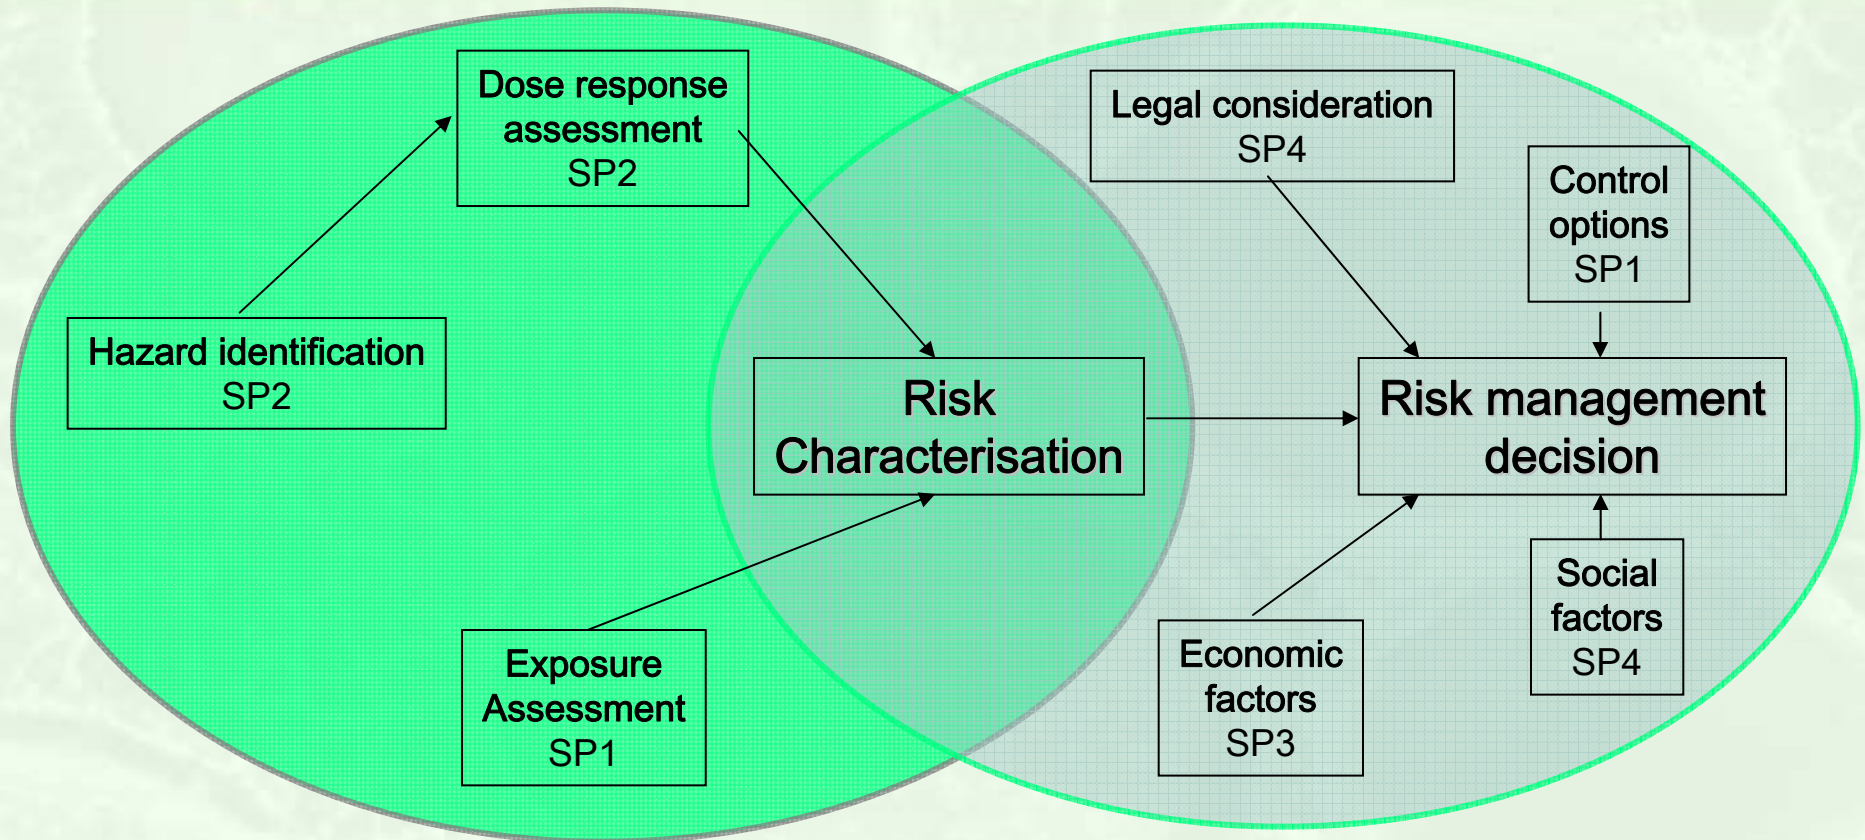 Dose response
assessment
SP2
Hazard identification
SP2
Exposure
Assessment
SP1
Risk
Characterisation
Legal consideration
SP4
Control
options
SP1
Risk management
decision
Economic
factors
SP3
Social
factors
SP4